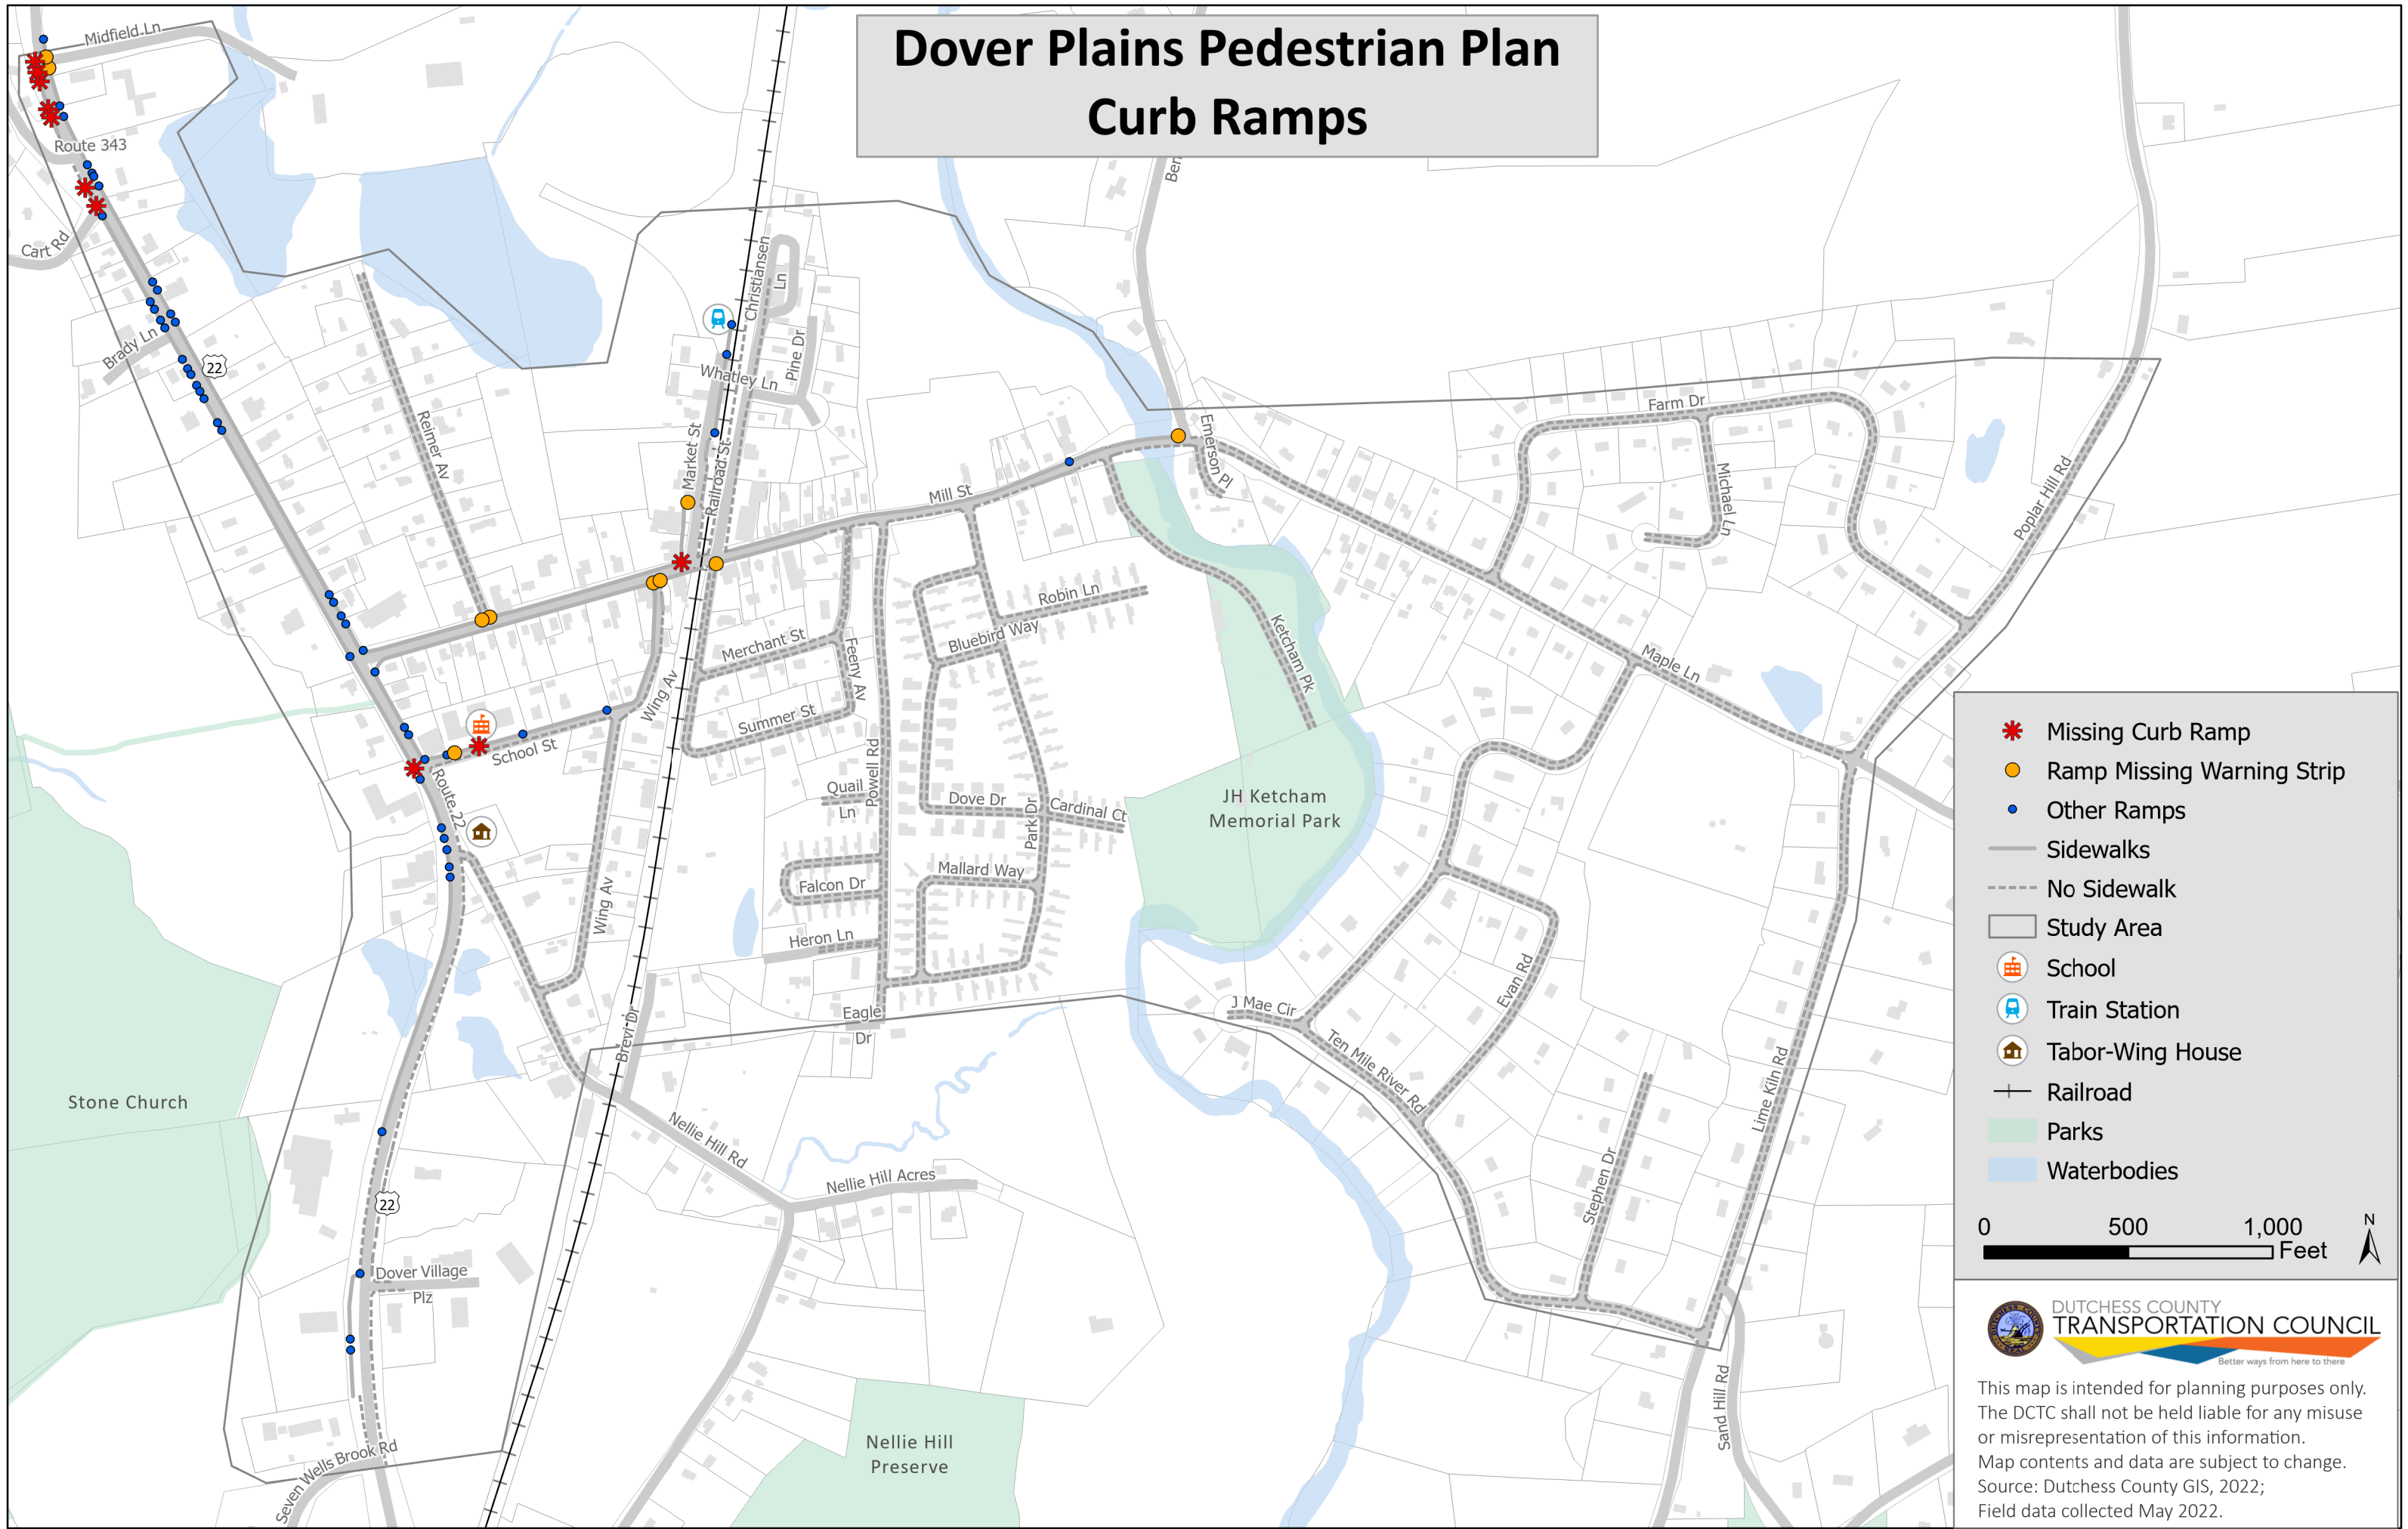 Dover Plains Pedestrian Plan
Curb Ramps
Midfield Ln
Route 343
Cart Rd
Brady Ln
22
Reimer Av
Christiansen
Ln
Pine Dr
Whatley Ln
Market St
Railroad St
Mill St
Emerson Pl
Farm Dr
Michael Ln
Poplar Hill Rd
Robin Ln
Bluebird Way
Merchant St
Feeny Av
Summer St
Wing Av
School St
Route 22
Powell Rd
Quail
Ln
Dove Dr
Cardinal Ct
Park Dr
Mallard Way
Falcon Dr
Heron Ln
Eagle
Dr
Ketcham Pk
JH Ketcham
Memorial Park
Maple Ln
Wing Av
Brevi Dr
J Mae Cir
Evan Rd
Ten Mile River Rd
Lime Kiln Rd
Stephen Dr
Stone Church
Nellie Hill Rd
Nellie Hill Acres
22
Dover Village
Plz
Seven Wells Brook Rd
Nellie Hill
Preserve
Sand Hill Rd
Missing Curb Ramp
Ramp Missing Warning Strip
Other Ramps
Sidewalks
No Sidewalk
Study Area
School
Train Station
Tabor-Wing House
Railroad
Parks
Waterbodies
0 500 1,000
Feet
N
DUTCHESS COUNTY
TRANSPORTATION COUNCIL
Better ways from here to there
This map is intended for planning purposes only.
The DCTC shall not be held liable for any misuse
or misrepresentation of this information.
Map contents and data are subject to change.
Source: Dutchess County GIS, 2022;
Field data collected May 2022.